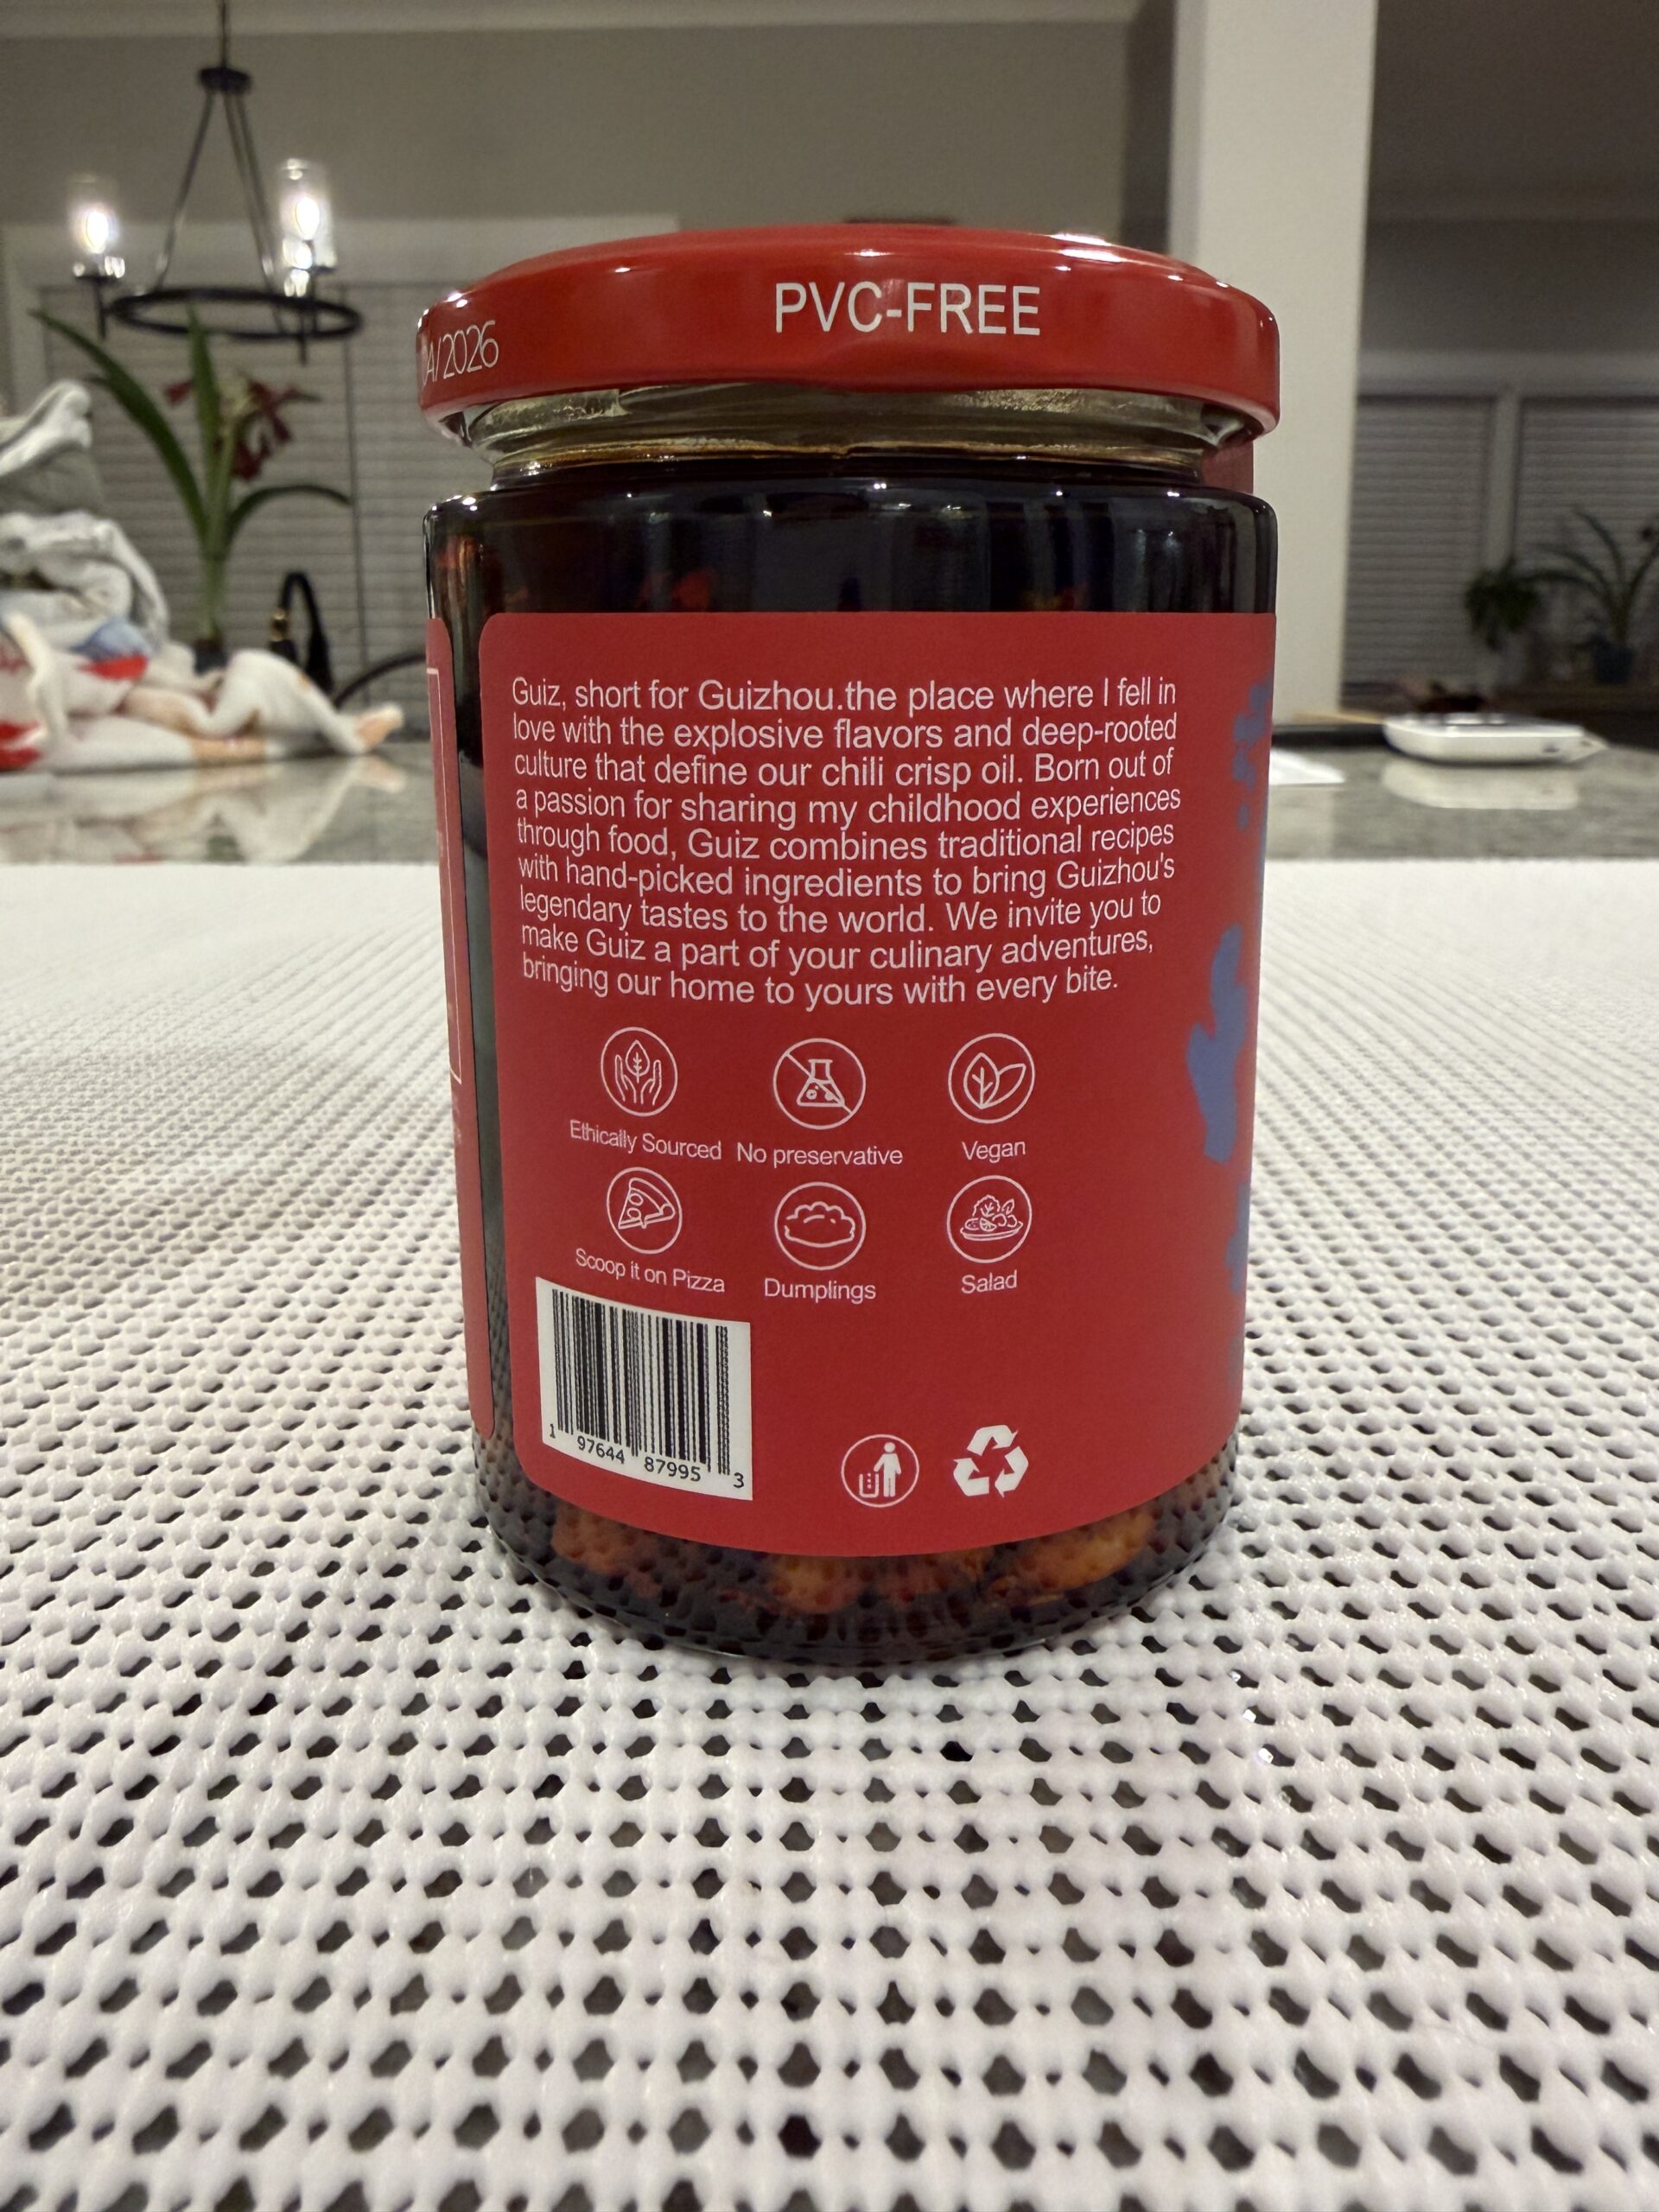 PVC-FREE
/2026
Guiz, short for Guizhou.the place where I fell in
love with the explosive flavors and deep-rooted
culture that define our chili crisp oil. Born out of
a passion for sharing my childhood experiences
through food, Guiz combines traditional recipes
with hand-picked ingredients to bring Guizhou's
legendary tastes to the world. We invite you to
make Guiz a part of your culinary adventures,
bringing our home to yours with every bite.
Ethically Sourced No preservative Vegan
Scoop it on Pizza Dumplings Salad
1 97644 87995 3